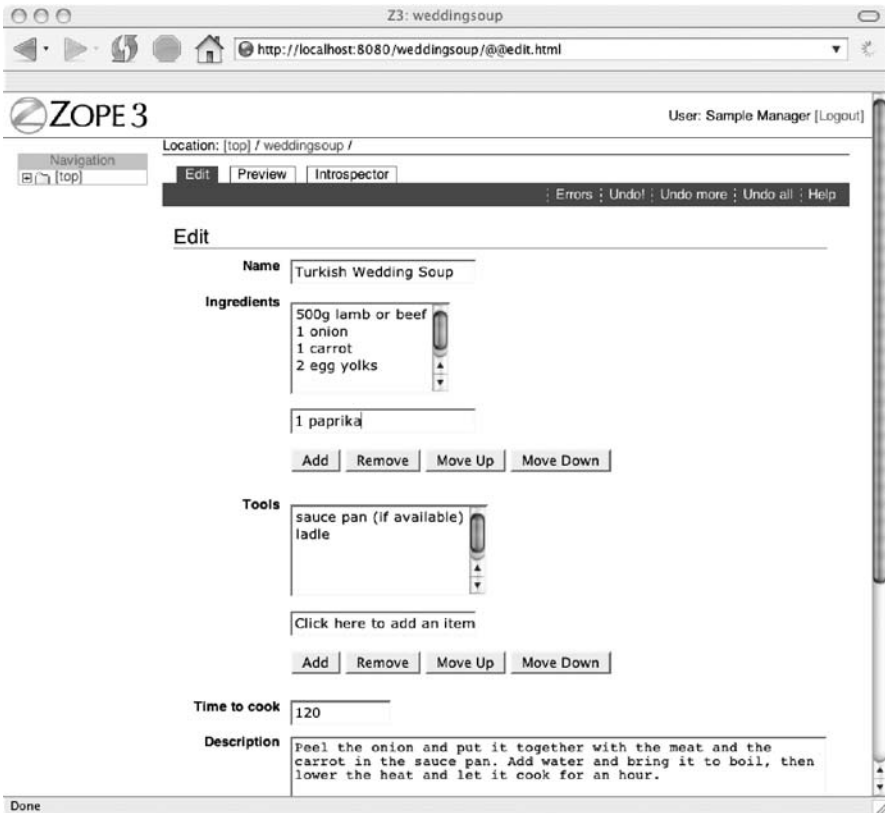 Z3: weddingsoup
http://localhost:8080/weddingsoup/@@edit.html
ZOPE 3
User: Sample Manager [Logout]
Location: [top] / weddingsoup /
Navigation
[top]
Edit Preview Introspector
Errors Undo! Undo more Undo all Help
Edit
Name Turkish Wedding Soup
Ingredients
500g lamb or beef
1 onion
1 carrot
2 egg yolks
1 paprika
Add Remove Move Up Move Down
Tools
sauce pan (if available)
ladle
Click here to add an item
Add Remove Move Up Move Down
Time to cook 120
Description
Peel the onion and put it together with the meat and the
carrot in the sauce pan. Add water and bring it to boil, then
lower the heat and let it cook for an hour.
Done